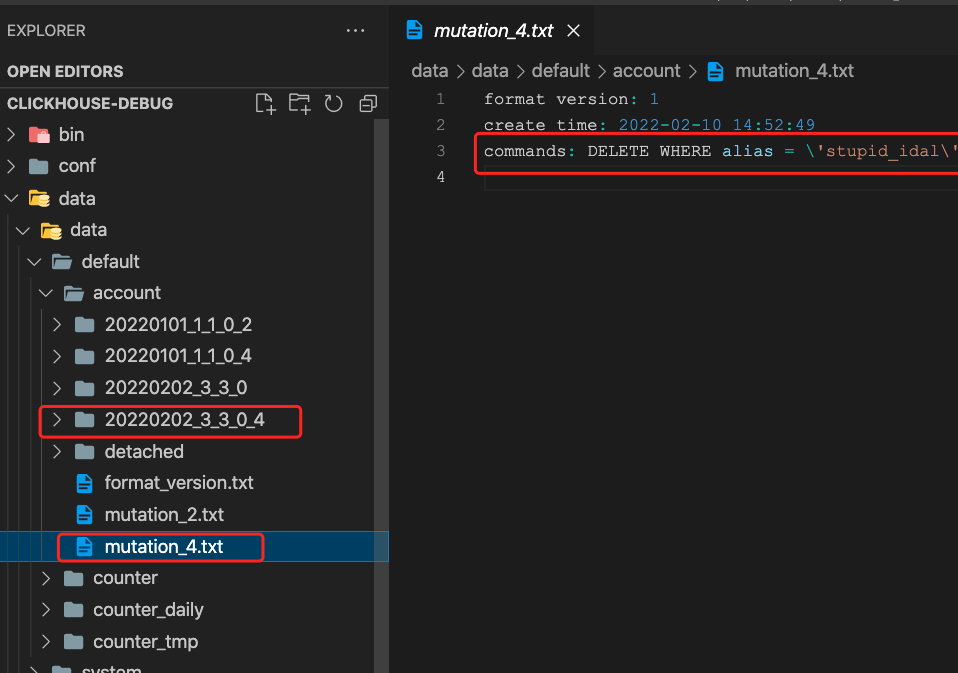 EXPLORER
OPEN EDITORS
CLICKHOUSE-DEBUG
bin
conf
data
data
default
account
20220101_1_1_0_2
20220101_1_1_0_4
20220202_3_3_0
20220202_3_3_0_4
detached
format_version.txt
mutation_2.txt
mutation_4.txt
counter
counter_daily
counter_tmp
system
mutation_4.txt
data > data > default > account > mutation_4.txt
1 format version: 1
2 create time: 2022-02-10 14:52:49
3 commands: DELETE WHERE alias = \'stupid_idal\'
4